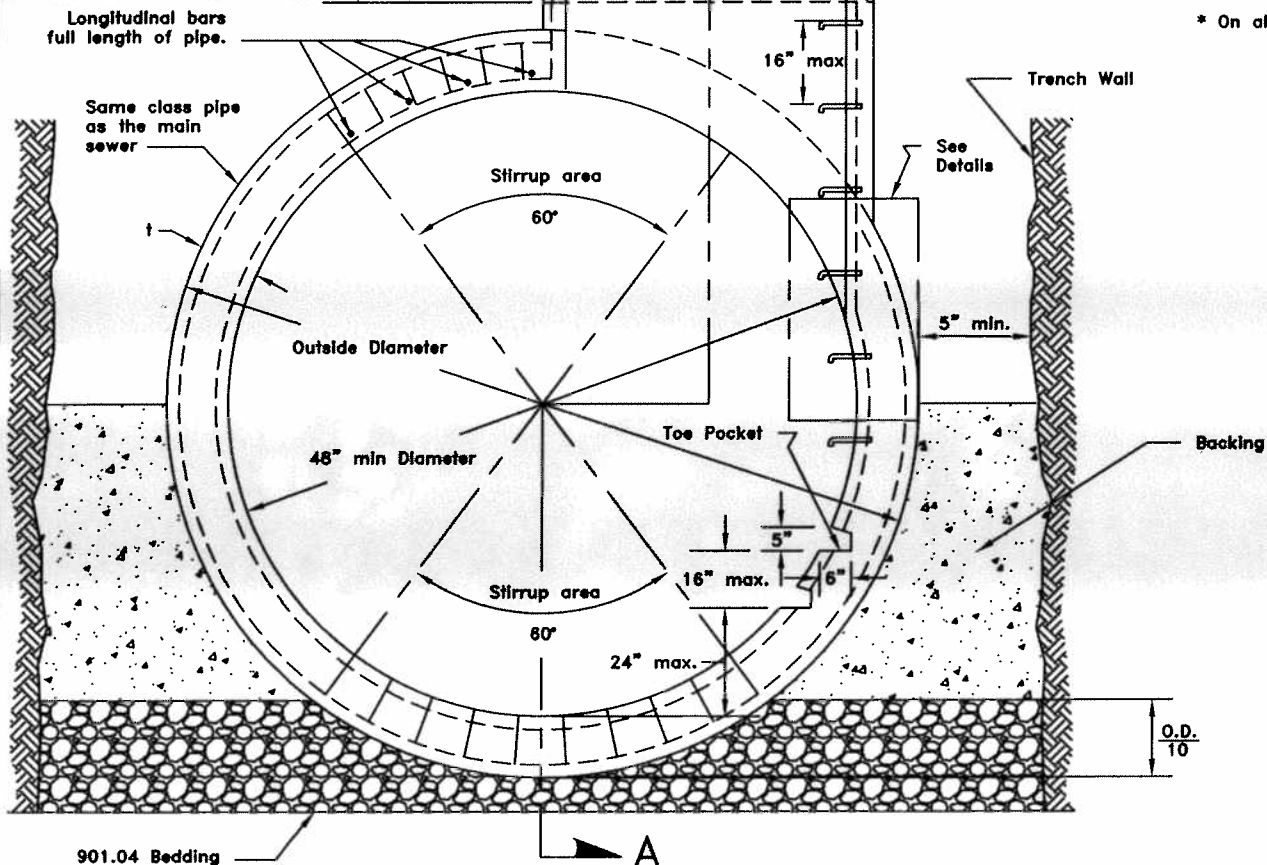 Longitudinal bars
full length of pipe.
* On al
16" max
Trench Wall
Same class pipe
as the main
sewer
See
Details
Stirrup area
60°
t
5" min.
Outside Diameter
Toe Pocket
48" min Diameter
Backing
5"
16" max.
6"
Stirrup area
60°
24" max.
O.D.
10
901.04 Bedding
A